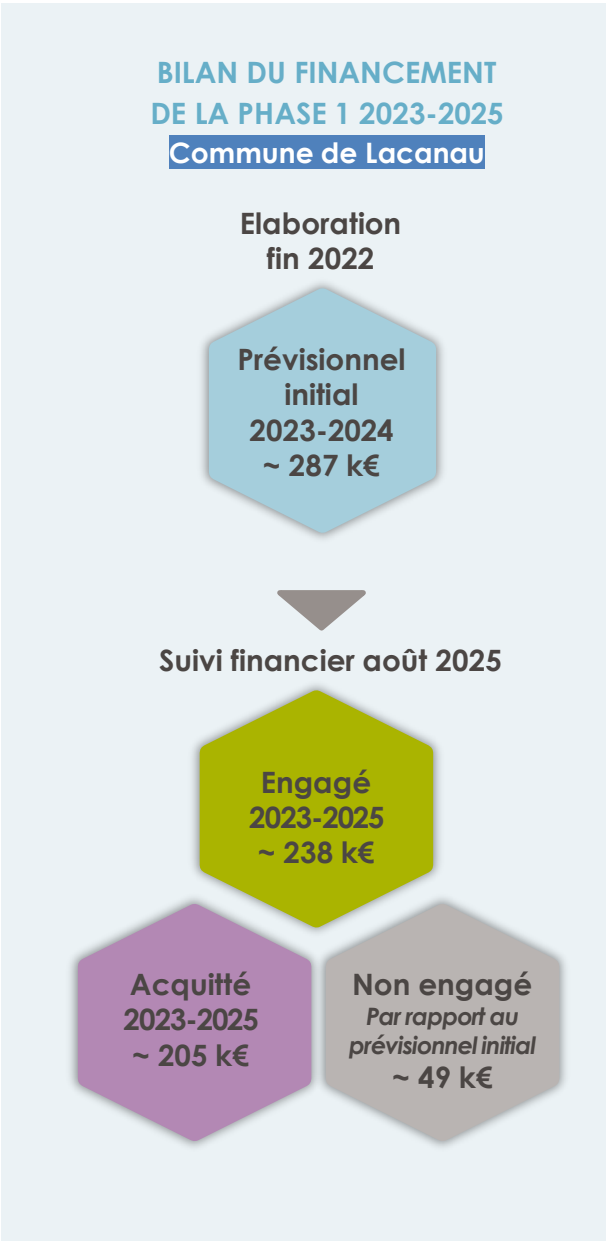 BILAN DU FINANCEMENT
DE LA PHASE 1 2023-2025
Commune de Lacanau
Elaboration
fin 2022
Prévisionnel
initial
2023-2024
~ 287 k€
Suivi financier août 2025
Engagé
2023-2025
~ 238 k€
Acquitté
2023-2025
~ 205 k€
Non engagé
Par rapport au
prévisionnel initial
~ 49 k€